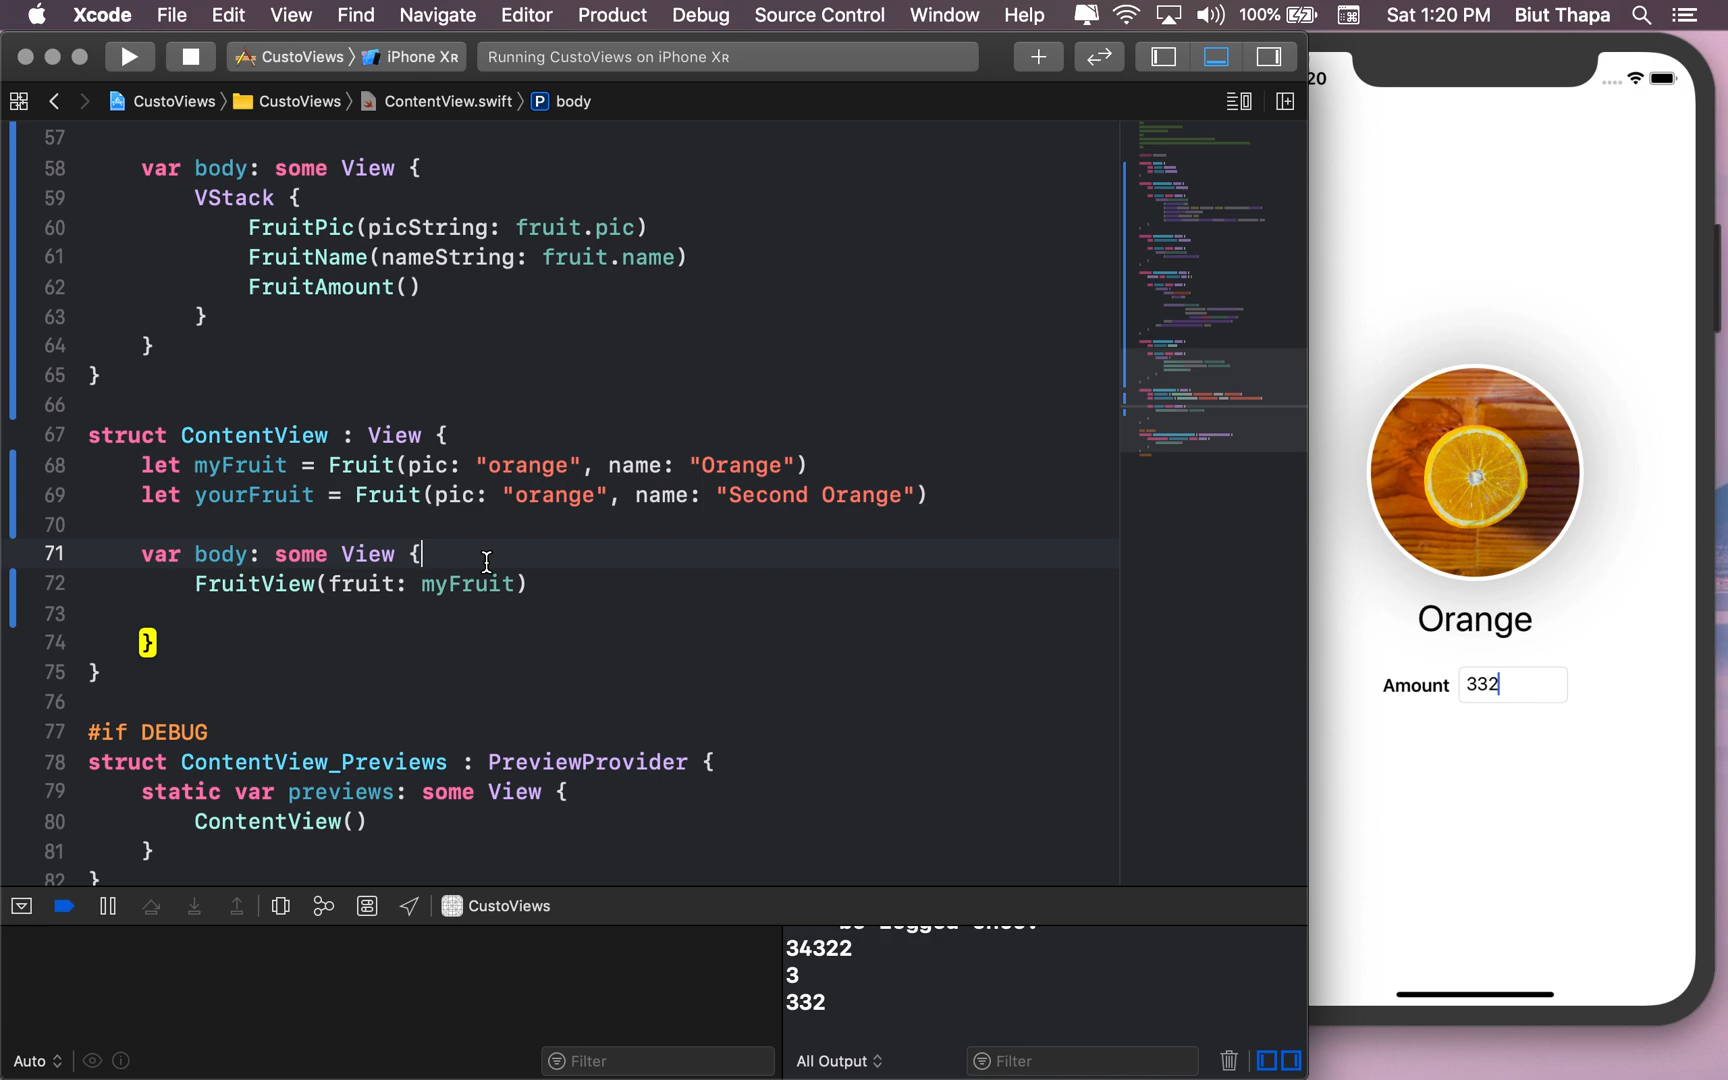 Xcode File Edit View Find Navigate Editor Product Debug Source Control Window Help 100% Sat 1:20 PM Biut Thapa
CustoViews 〉 iPhone XR Running CustoViews on iPhone XR
20
CustoViews 〉 CustoViews 〉 ContentView.swift 〉 P body
57
58 var body: some View {
59 VStack {
60 FruitPic(picString: fruit.pic)
61 FruitName(nameString: fruit.name)
62 FruitAmount()
63 }
64 }
65 }
66
67 struct ContentView : View {
68 let myFruit = Fruit(pic: "orange", name: "Orange")
69 let yourFruit = Fruit(pic: "orange", name: "Second Orange")
70
71 var body: some View {
72 FruitView(fruit: myFruit)
73
74 }
75 }
76
77 #if DEBUG
78 struct ContentView_Previews : PreviewProvider {
79 static var previews: some View {
80 ContentView()
81 }
82 }
Orange
Amount 332
CustoViews
34322
3
332
Auto Filter All Output Filter